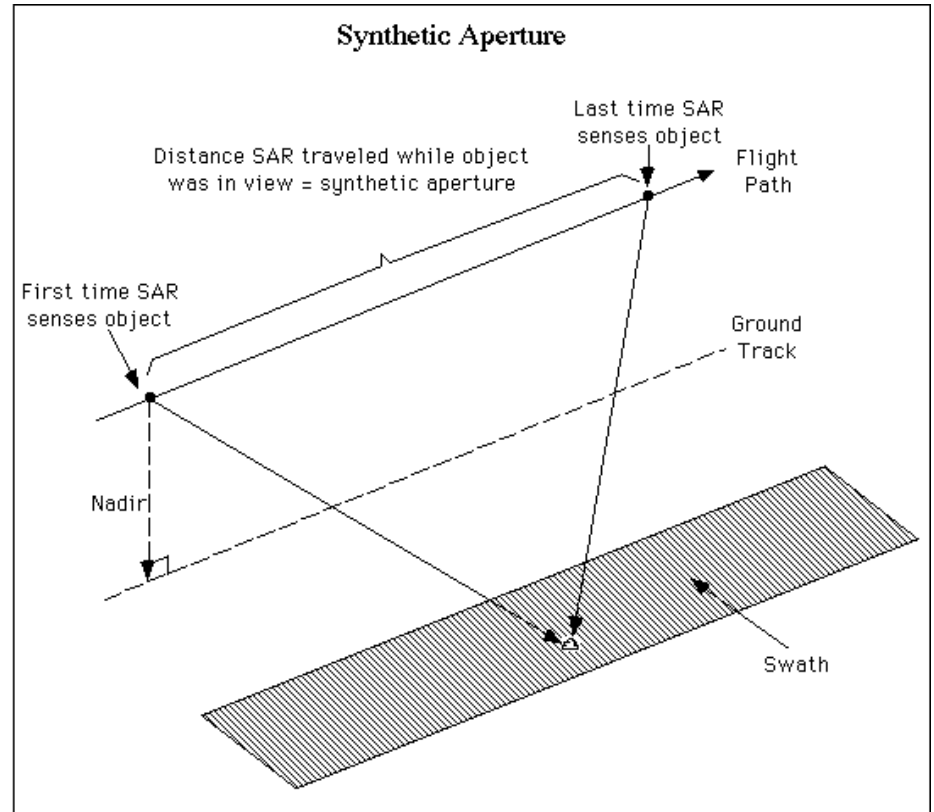 Synthetic Aperture
Last time SAR
senses object
Distance SAR traveled while object
was in view = synthetic aperture
Flight
Path
First time SAR
senses object
Ground
Track
Nadir
Swath